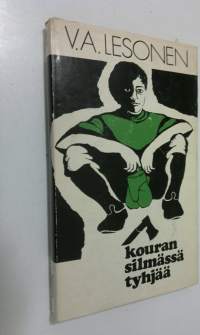 V.A. LESONEN
kouran
silmässä
tyhjää